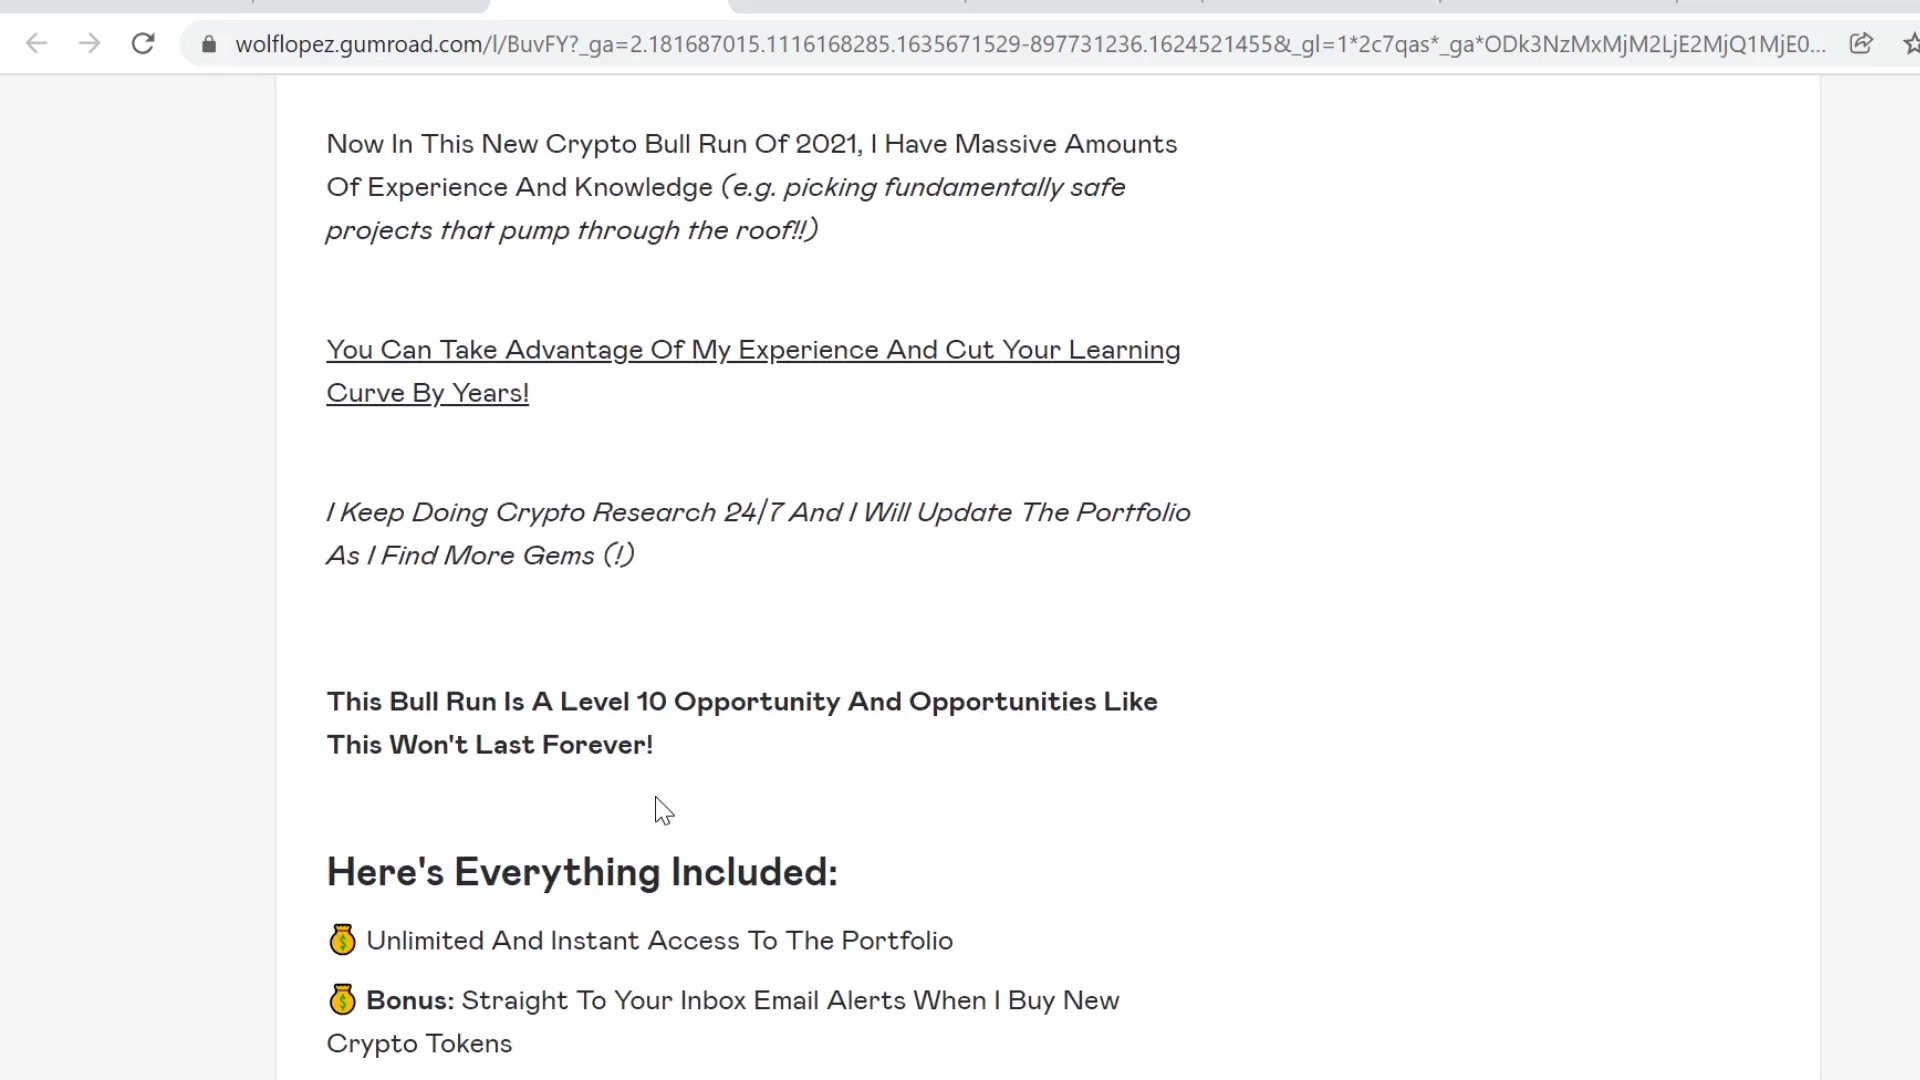 wolflopez.gumroad.com/l/BuvFY?_ga=2.181687015.1116168285.1635671529-897731236.1624521455&_gl=1*2c7qas*_ga*ODk3NzMxMjM2LjE2MjQ1MjE0...
Now In This New Crypto Bull Run Of 2021, I Have Massive Amounts
Of Experience And Knowledge (e.g. picking fundamentally safe
projects that pump through the roof!!)
You Can Take Advantage Of My Experience And Cut Your Learning
Curve By Years!
I Keep Doing Crypto Research 24/7 And I Will Update The Portfolio
As I Find More Gems (!)
This Bull Run Is A Level 10 Opportunity And Opportunities Like
This Won't Last Forever!
Here's Everything Included:
Unlimited And Instant Access To The Portfolio
Bonus: Straight To Your Inbox Email Alerts When I Buy New
Crypto Tokens